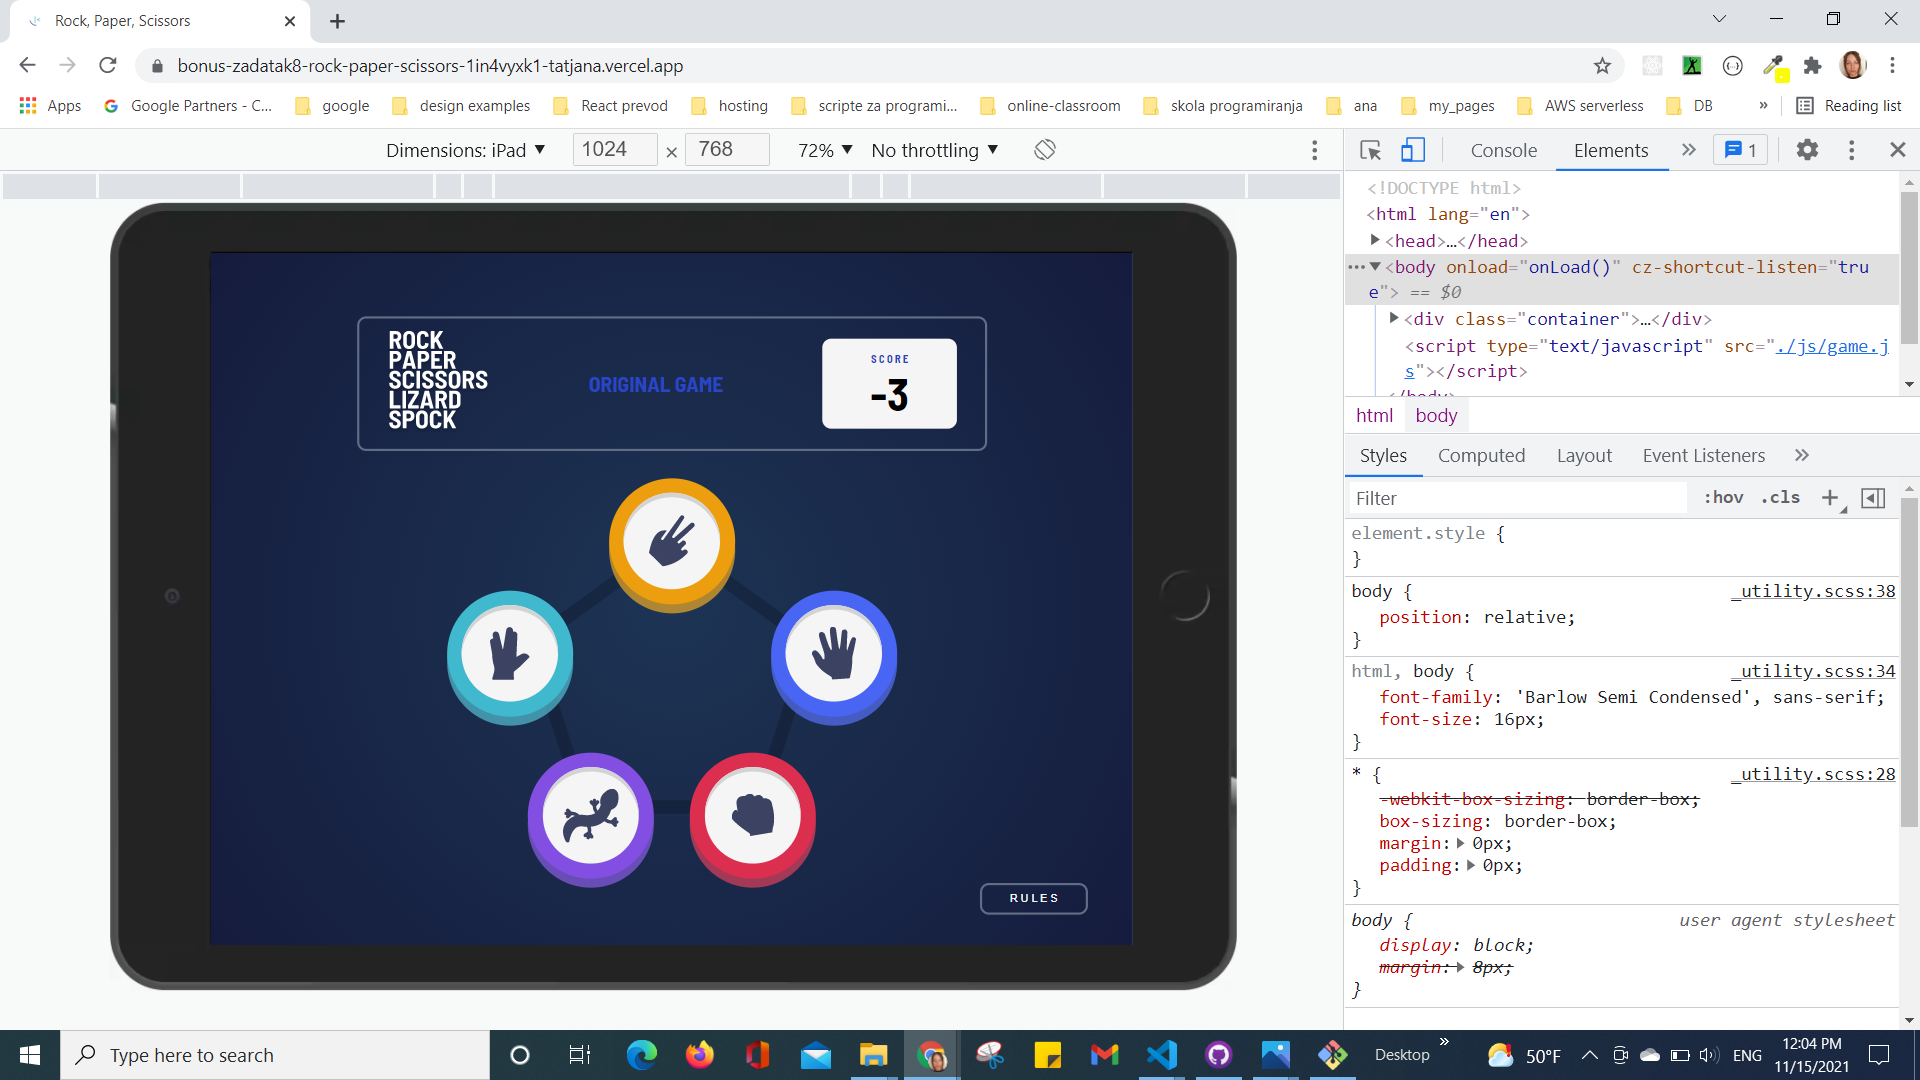 Rock, Paper, Scissors
bonus-zadatak8-rock-paper-scissors-1in4vyxk1-tatjana.vercel.app
Apps
Google Partners - C...
google
design examples
React prevod
hosting
scripte za programi...
online-classroom
skola programiranja
ana
my_pages
AWS serverless
DB
»
Reading list
Dimensions: iPad
1024
×
768
72%
No throttling
Console
Elements
»
1
ROCK
PAPER
SCISSORS
LIZARD
SPOCK
ORIGINAL GAME
SCORE
-3
RULES
<!DOCTYPE html>
<html lang="en">
<head>…</head>
<body onload="onLoad()" cz-shortcut-listen="tru
e"> == $0
<div class="container">…</div>
<script type="text/javascript" src="./js/game.j
s"></script>
</body>
html
body
Styles
Computed
Layout
Event Listeners
»
Filter
:hov
.cls
element.style {
}
body {
_utility.scss:38
position: relative;
}
html, body {
_utility.scss:34
font-family: 'Barlow Semi Condensed', sans-serif;
font-size: 16px;
}
* {
_utility.scss:28
-webkit-box-sizing: border-box;
box-sizing: border-box;
margin: 0px;
padding: 0px;
}
body {
user agent stylesheet
display: block;
margin: 8px;
}
Type here to search
Desktop
»
50°F
ENG
12:04 PM
11/15/2021